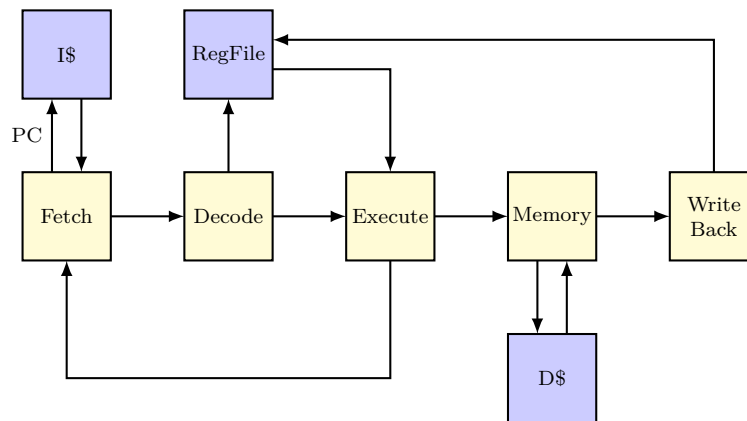 I$
RegFile
PC
Fetch
Decode
Execute
Memory
Write
Back
D$